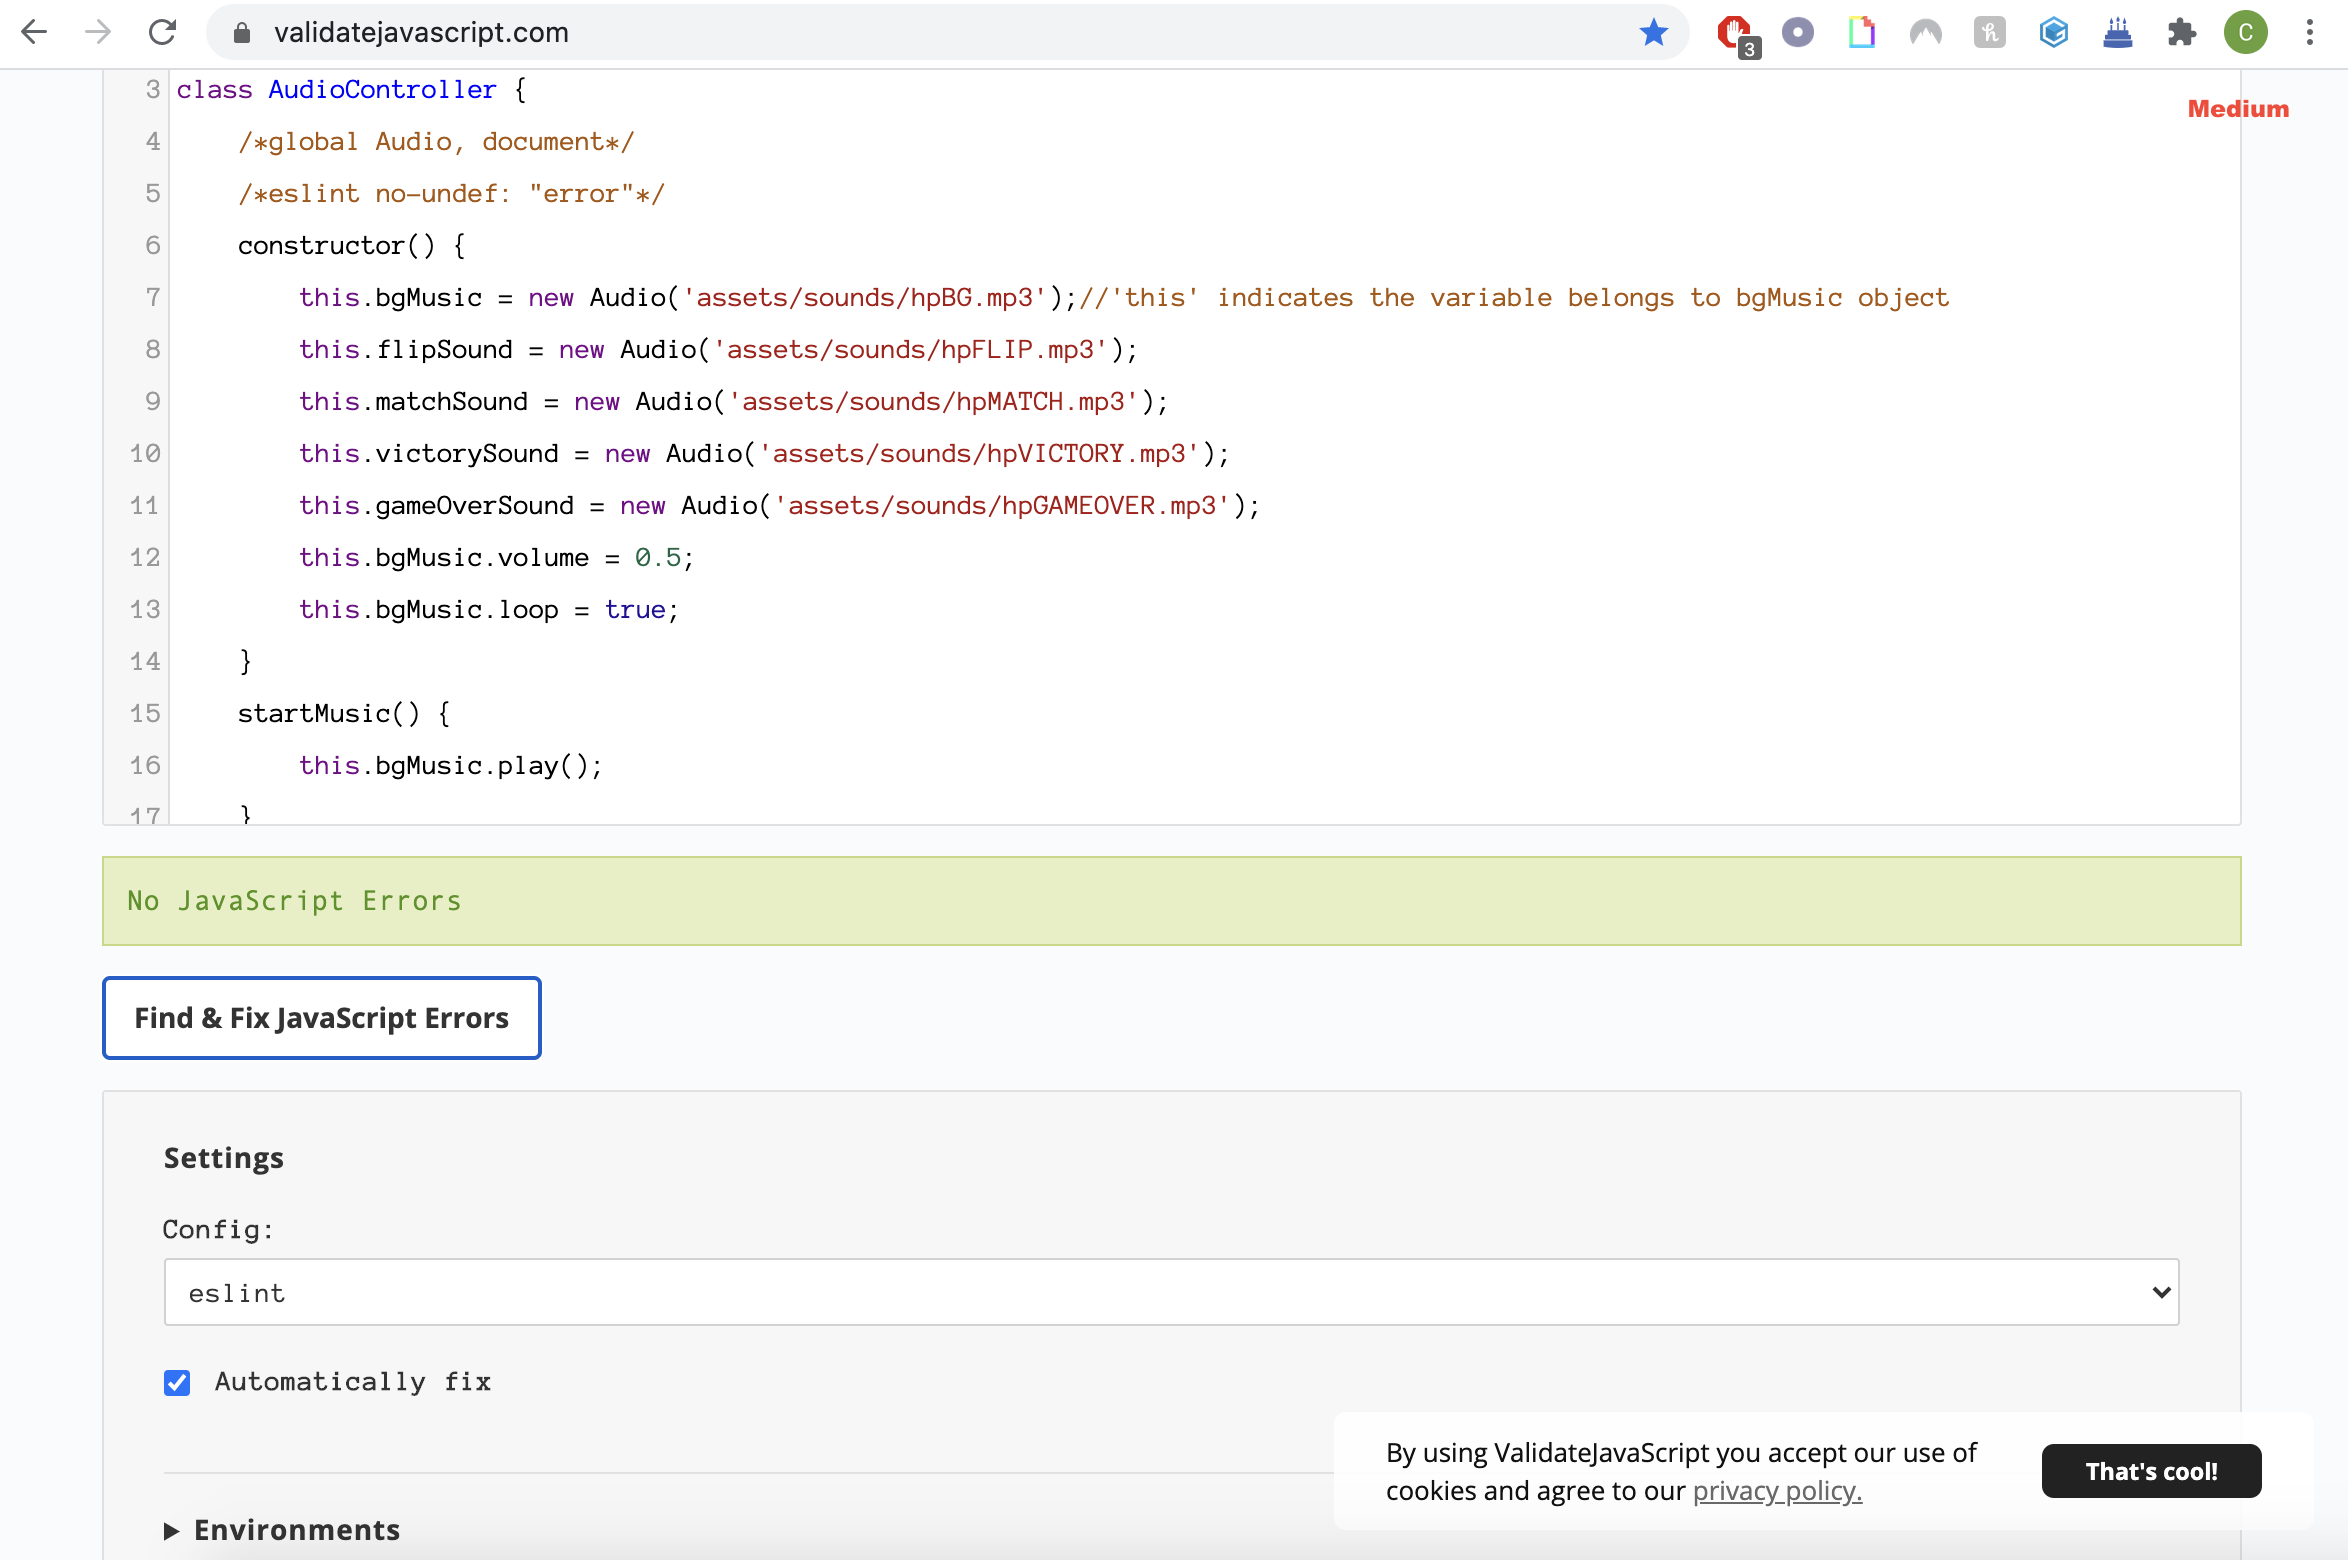 validatejavascript.com
3
C
Medium
3 class AudioController {
4 /*global Audio, document*/
5 /*eslint no-undef: "error"*/
6 constructor() {
7 this.bgMusic = new Audio('assets/sounds/hpBG.mp3');//'this' indicates the variable belongs to bgMusic object
8 this.flipSound = new Audio('assets/sounds/hpFLIP.mp3');
9 this.matchSound = new Audio('assets/sounds/hpMATCH.mp3');
10 this.victorySound = new Audio('assets/sounds/hpVICTORY.mp3');
11 this.gameOverSound = new Audio('assets/sounds/hpGAMEOVER.mp3');
12 this.bgMusic.volume = 0.5;
13 this.bgMusic.loop = true;
14 }
15 startMusic() {
16 this.bgMusic.play();
17 }
No JavaScript Errors
Find & Fix JavaScript Errors
Settings
Config:
eslint
Automatically fix
By using ValidateJavaScript you accept our use of
cookies and agree to our privacy policy.
That's cool!
Environments